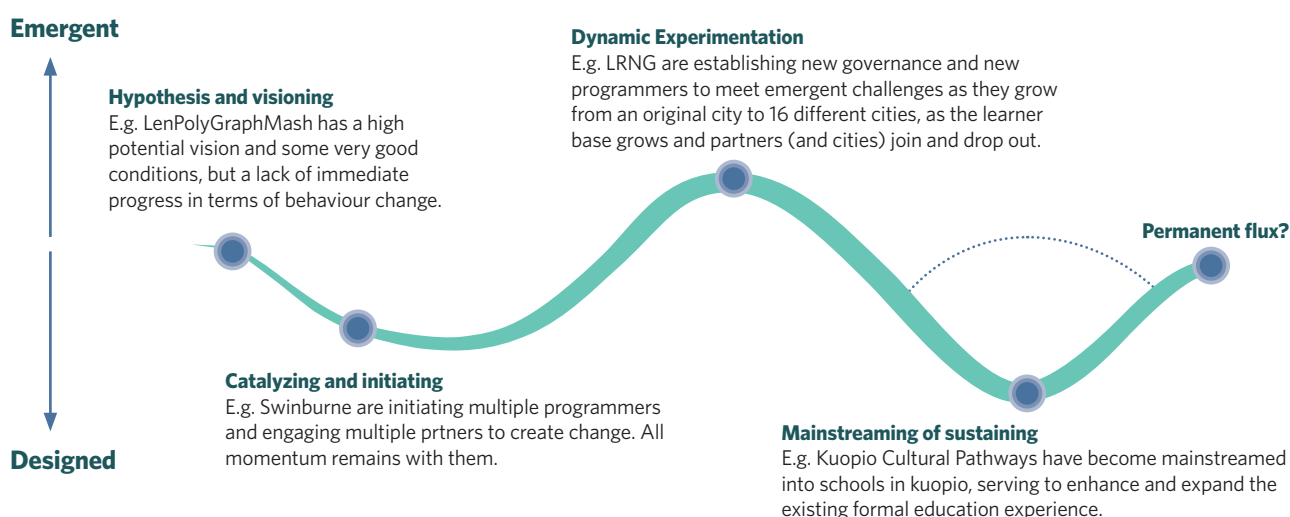 Emergent
Hypothesis and visioning
E.g. LenPolyGraphMash has a high
potential vision and some very good
conditions, but a lack of immediate
progress in terms of behaviour change.
Dynamic Experimentation
E.g. LRNG are establishing new governance and new
programmers to meet emergent challenges as they grow
from an original city to 16 different cities, as the learner
base grows and partners (and cities) join and drop out.
Permanent flux?
Catalyzing and initiating
E.g. Swinburne are initiating multiple programmers
and engaging multiple prtners to create change. All
momentum remains with them.
Designed
Mainstreaming of sustaining
E.g. Kuopio Cultural Pathways have become mainstreamed
into schools in kuopio, serving to enhance and expand the
existing formal education experience.